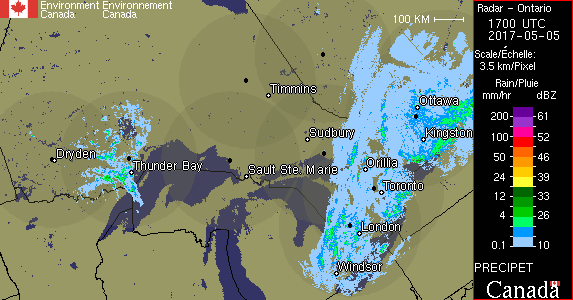 Environment Environnement
Canada Canada
100 KM
Timmins
Ottawa
Sudbury
Kingston
Dryden
Thunder Bay
Sault Ste. Marie
Orillia
Toronto
London
Windsor
Radar - Ontario
1700 UTC
2017-05-05
Scale/Échelle:
3.5 km/Pixel
Rain/Pluie
mm/hr dBZ
200 61
100 52
50 46
24 39
12 33
4 26
0.1 10
PRECIPET
Canada